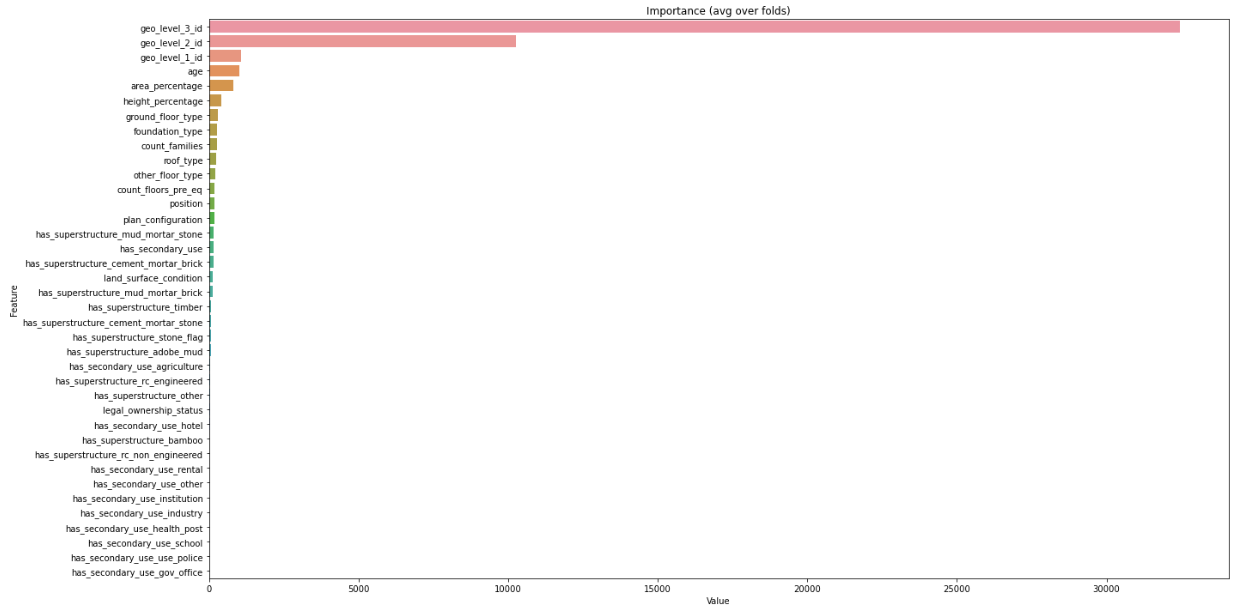 Importance (avg over folds)
geo_level_3_id
geo_level_2_id
geo_level_1_id
age
area_percentage
height_percentage
ground_floor_type
foundation_type
count_families
roof_type
other_floor_type
count_floors_pre_eq
position
plan_configuration
has_superstructure_mud_mortar_stone
has_secondary_use
has_superstructure_cement_mortar_brick
land_surface_condition
has_superstructure_mud_mortar_brick
has_superstructure_timber
has_superstructure_cement_mortar_stone
has_superstructure_stone_flag
has_superstructure_adobe_mud
has_secondary_use_agriculture
has_superstructure_rc_engineered
has_superstructure_other
legal_ownership_status
has_secondary_use_hotel
has_superstructure_bamboo
has_superstructure_rc_non_engineered
has_secondary_use_rental
has_secondary_use_other
has_secondary_use_institution
has_secondary_use_industry
has_secondary_use_health_post
has_secondary_use_school
has_secondary_use_use_police
has_secondary_use_gov_office
Feature
0 5000 10000 15000 20000 25000 30000
Value